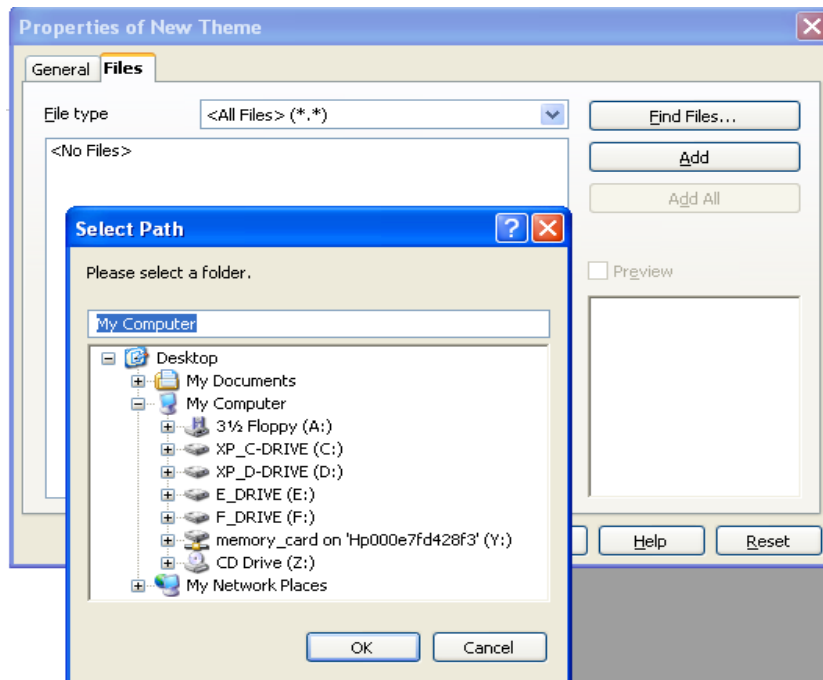 Properties of New Theme
General Files
File type <All Files> (*.*) Find Files...
<No Files>
Add
Add All
Preview
Select Path
Please select a folder.
My Computer
Desktop
My Documents
My Computer
3½ Floppy (A:)
XP_C-DRIVE (C:)
XP_D-DRIVE (D:)
E_DRIVE (E:)
F_DRIVE (F:)
memory_card on 'Hp000e7fd428f3' (Y:)
CD Drive (Z:)
My Network Places
OK Cancel
Help Reset